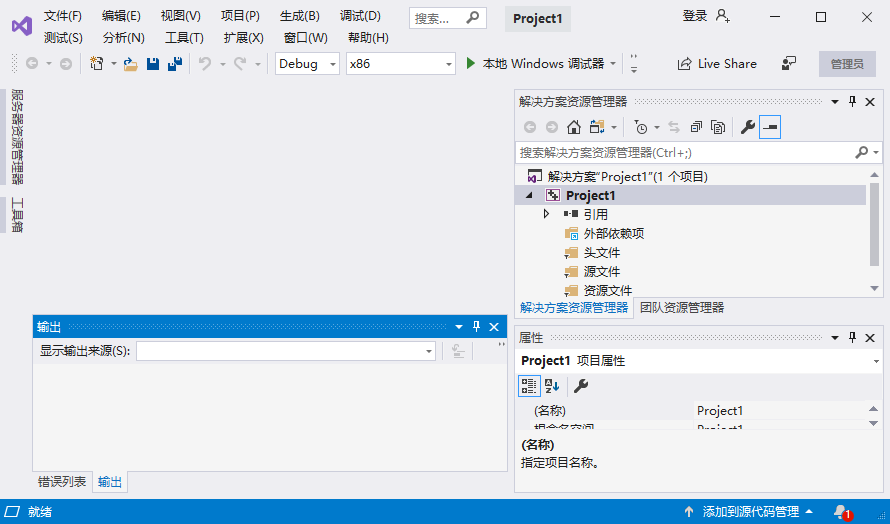 文件(F) 编辑(E) 视图(V) 项目(P) 生成(B) 调试(D) 搜索... Project1 登录
测试(S) 分析(N) 工具(T) 扩展(X) 窗口(W) 帮助(H)
Debug x86 本地 Windows 调试器 Live Share 管理员
服务器资源管理器
工具箱
解决方案资源管理器
搜索解决方案资源管理器(Ctrl+;)
解决方案"Project1"(1 个项目)
Project1
引用
外部依赖项
头文件
源文件
资源文件
解决方案资源管理器 团队资源管理器
输出
显示输出来源(S):
错误列表 输出
属性
Project1 项目属性
(名称) Project1
根命名空间 Project1
(名称)
指定项目名称。
就绪 添加到源代码管理 1